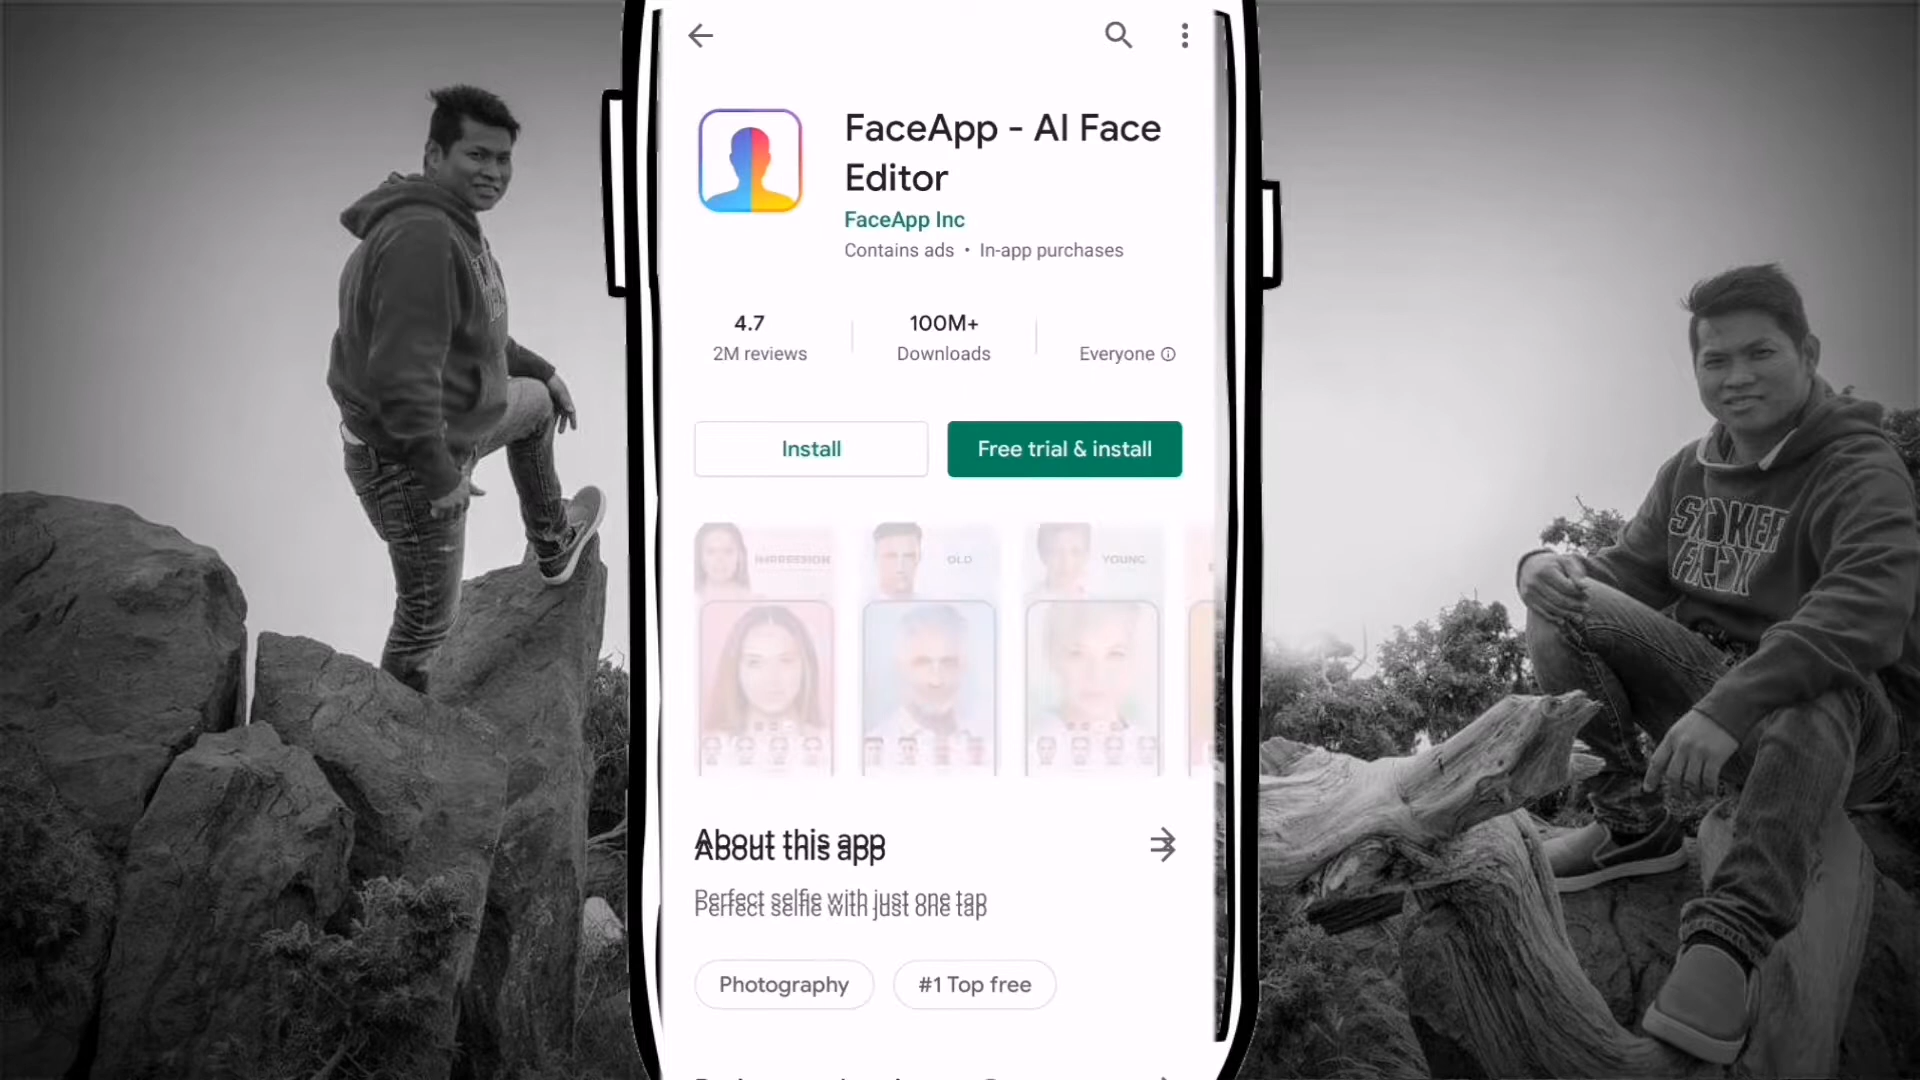 FaceApp - AI Face
Editor
FaceApp Inc
Contains ads • In-app purchases
4.7
100M+
2M reviews
Downloads
Everyone
Install
Free trial & install
IMPRESSION
OLD
YOUNG
About this app
Perfect selfie with just one tap
Photography
#1 Top free